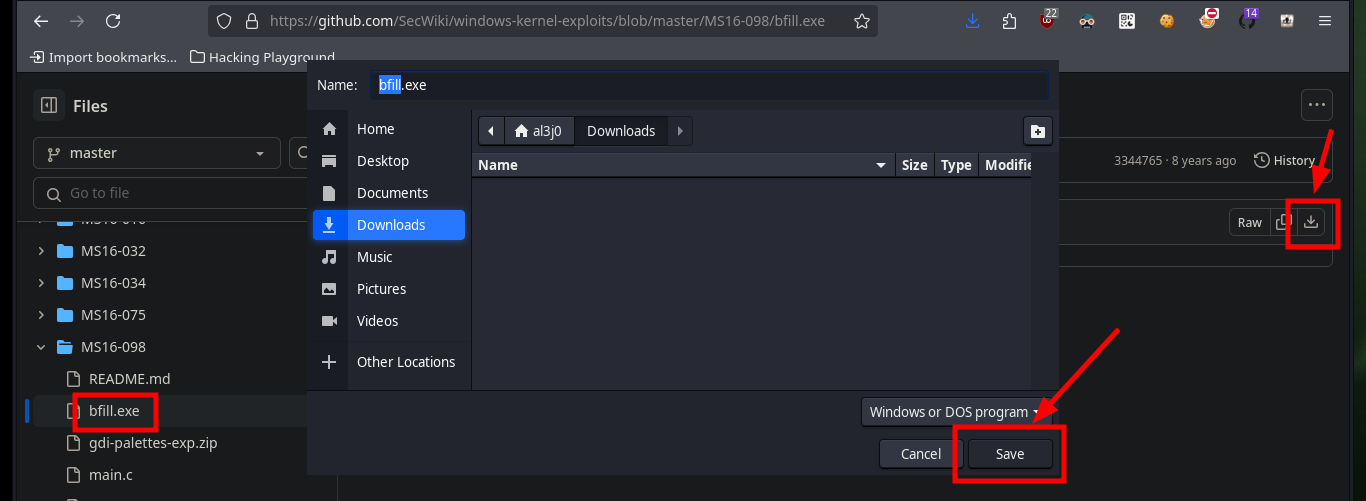 https://github.com/SecWiki/windows-kernel-exploits/blob/master/MS16-098/bfill.exe
22
14
Import bookmarks...
Hacking Playground
Name:
bfill.exe
Files
Home
al3j0
Downloads
master
Desktop
Name
Size
Type
Modifie
3344765 · 8 years ago
History
Go to file
Documents
Downloads
Raw
MS16-032
Music
MS16-034
Pictures
MS16-075
Videos
MS16-098
Other Locations
README.md
bfill.exe
Windows or DOS program
gdi-palettes-exp.zip
Cancel
Save
main.c